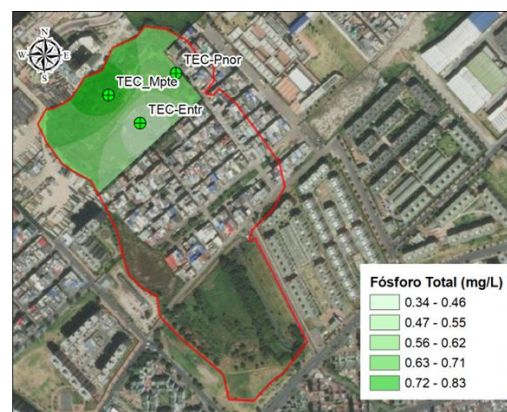 N
W E
S
TEC-Pnor
TEC_Mpte
TEC-Entr
Fósforo Total (mg/L)
0.34 - 0.46
0.47 - 0.55
0.56 - 0.62
0.63 - 0.71
0.72 - 0.83